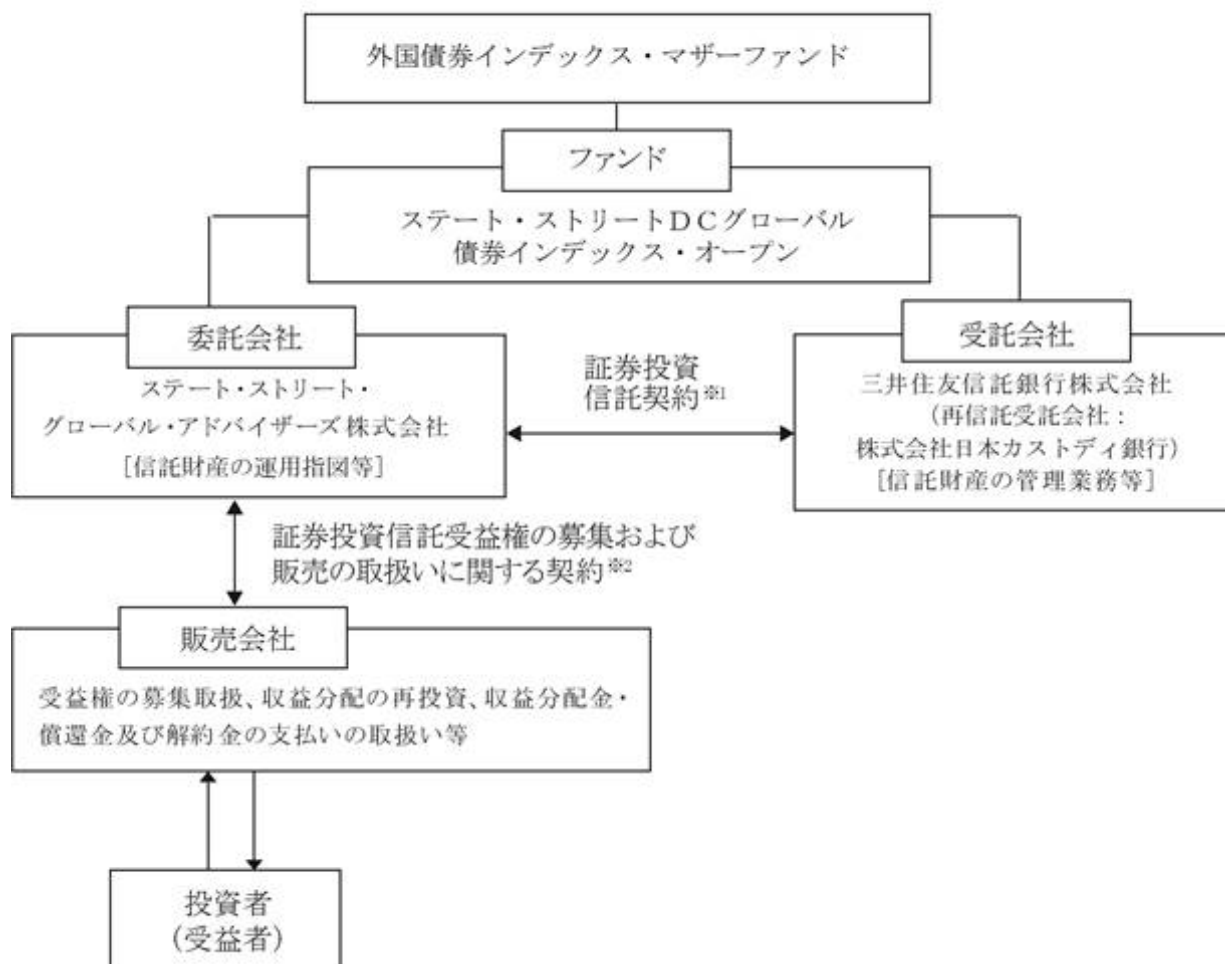 外国債券インデックス・マザーファンド
ファンド
ステート・ストリートＤＣグローバル
債券インデックス・オープン
委託会社
ステート・ストリート・
グローバル・アドバイザーズ株式会社
[信託財産の運用指図等]
証券投資
信託契約※1
受託会社
三井住友信託銀行株式会社
(再信託受託会社：
株式会社日本カストディ銀行)
[信託財産の管理業務等]
証券投資信託受益権の募集および
販売の取扱いに関する契約※2
販売会社
受益権の募集取扱、収益分配の再投資、収益分配金・
償還金及び解約金の支払いの取扱い等
投資者
(受益者)